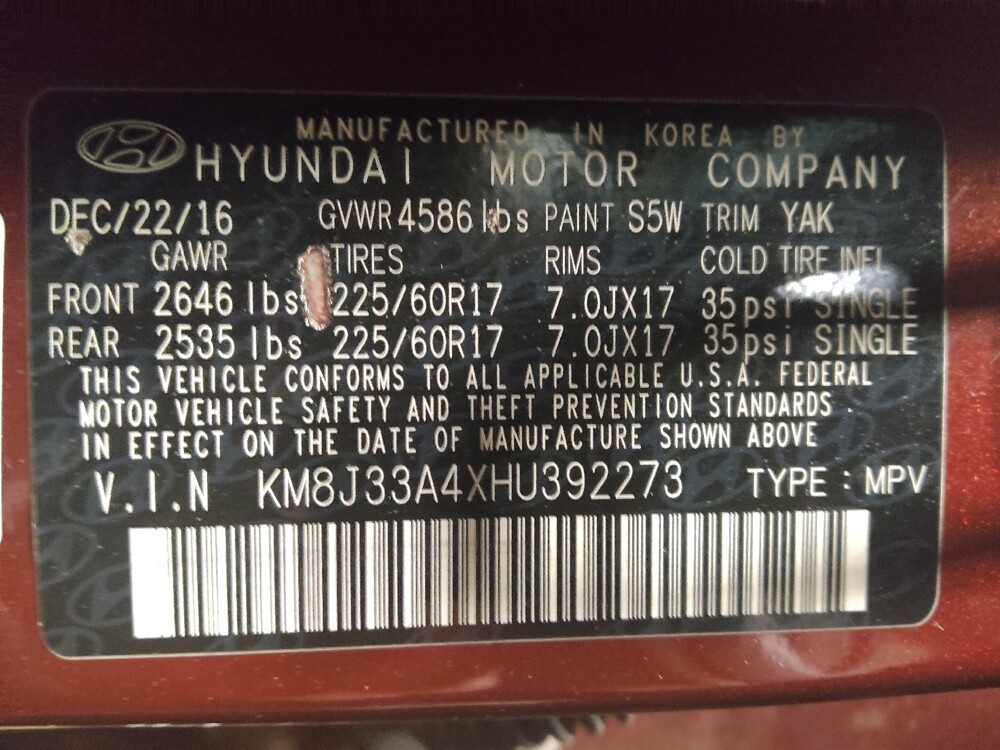 MANUFACTURED IN KOREA BY
HYUNDAI MOTOR COMPANY
DEC/22/16 GVWR 4586 lbs PAINT S5W TRIM YAK
GAWR TIRES RIMS COLD TIRE INFL
FRONT 2646 lbs 225/60R17 7.0JX17 35psi SINGLE
REAR 2535 lbs 225/60R17 7.0JX17 35psi SINGLE
THIS VEHICLE CONFORMS TO ALL APPLICABLE U.S.A. FEDERAL
MOTOR VEHICLE SAFETY AND THEFT PREVENTION STANDARDS
IN EFFECT ON THE DATE OF MANUFACTURE SHOWN ABOVE
V.I.N KM8J33A4XHU392273 TYPE : MPV